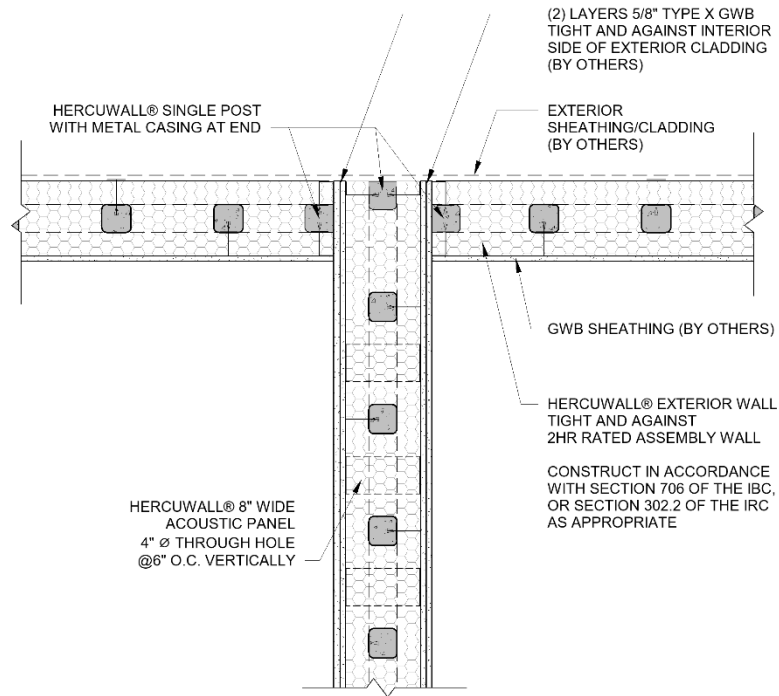 (2) LAYERS 5/8" TYPE X GWB
TIGHT AND AGAINST INTERIOR
SIDE OF EXTERIOR CLADDING
(BY OTHERS)
HERCUWALL® SINGLE POST
WITH METAL CASING AT END
EXTERIOR
SHEATHING/CLADDING
(BY OTHERS)
GWB SHEATHING (BY OTHERS)
HERCUWALL® EXTERIOR WALL
TIGHT AND AGAINST
2HR RATED ASSEMBLY WALL
CONSTRUCT IN ACCORDANCE
WITH SECTION 706 OF THE IBC,
OR SECTION 302.2 OF THE IRC
AS APPROPRIATE
HERCUWALL® 8" WIDE
ACOUSTIC PANEL
4" Ø THROUGH HOLE
@6" O.C. VERTICALLY